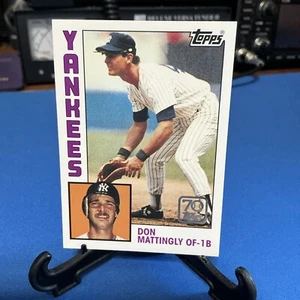 YANKEES
Topps
70
DON
MATTINGLY OF-1B